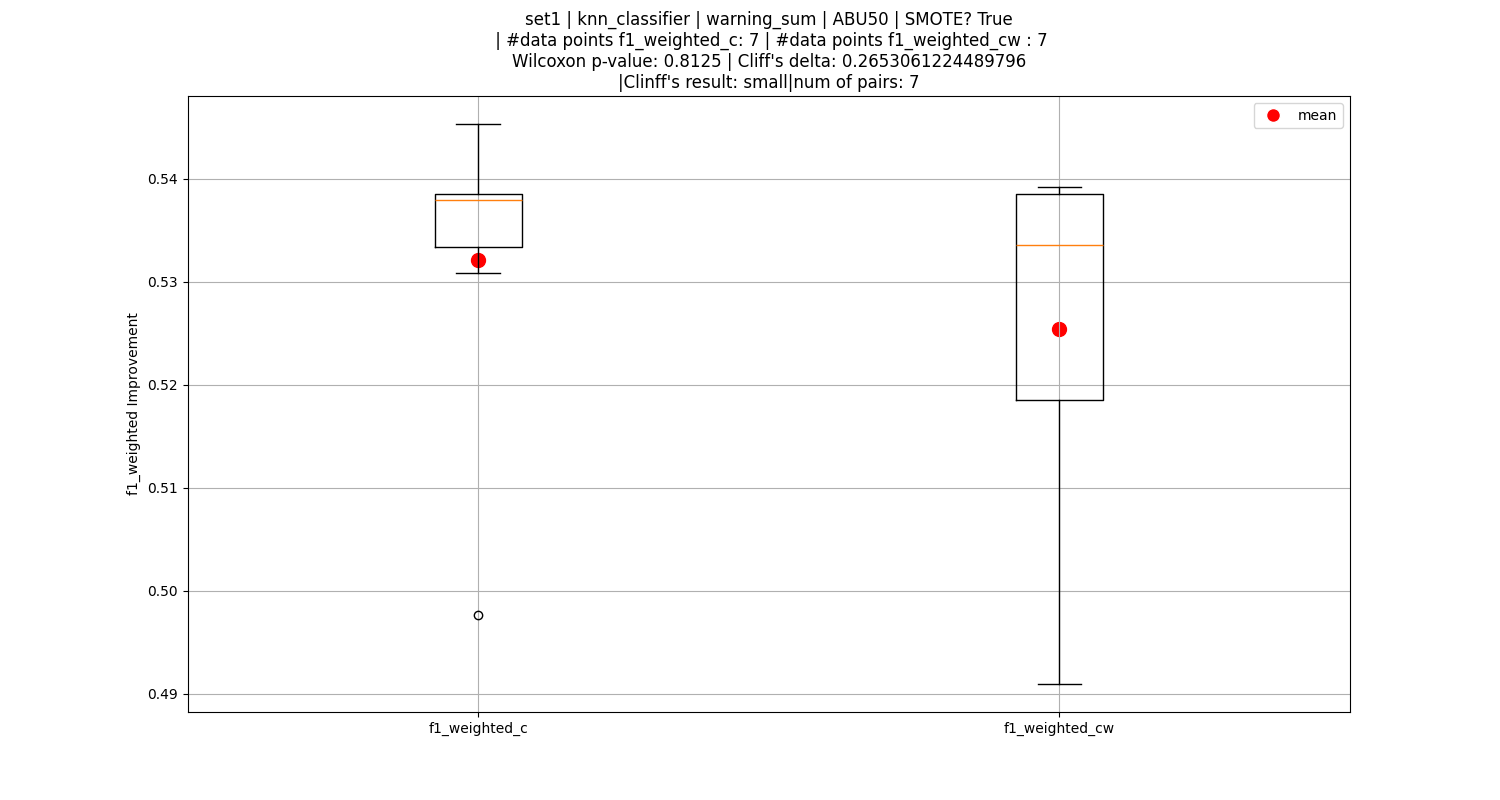 set1 | knn_classifier | warning_sum | ABU50 | SMOTE? True
| #data points f1_weighted_c: 7 | #data points f1_weighted_cw : 7
Wilcoxon p-value: 0.8125 | Cliff's delta: 0.2653061224489796
|Clinff's result: small|num of pairs: 7
mean
0.54
0.53
0.52
0.51
0.50
0.49
f1_weighted Improvement
f1_weighted_c
f1_weighted_cw